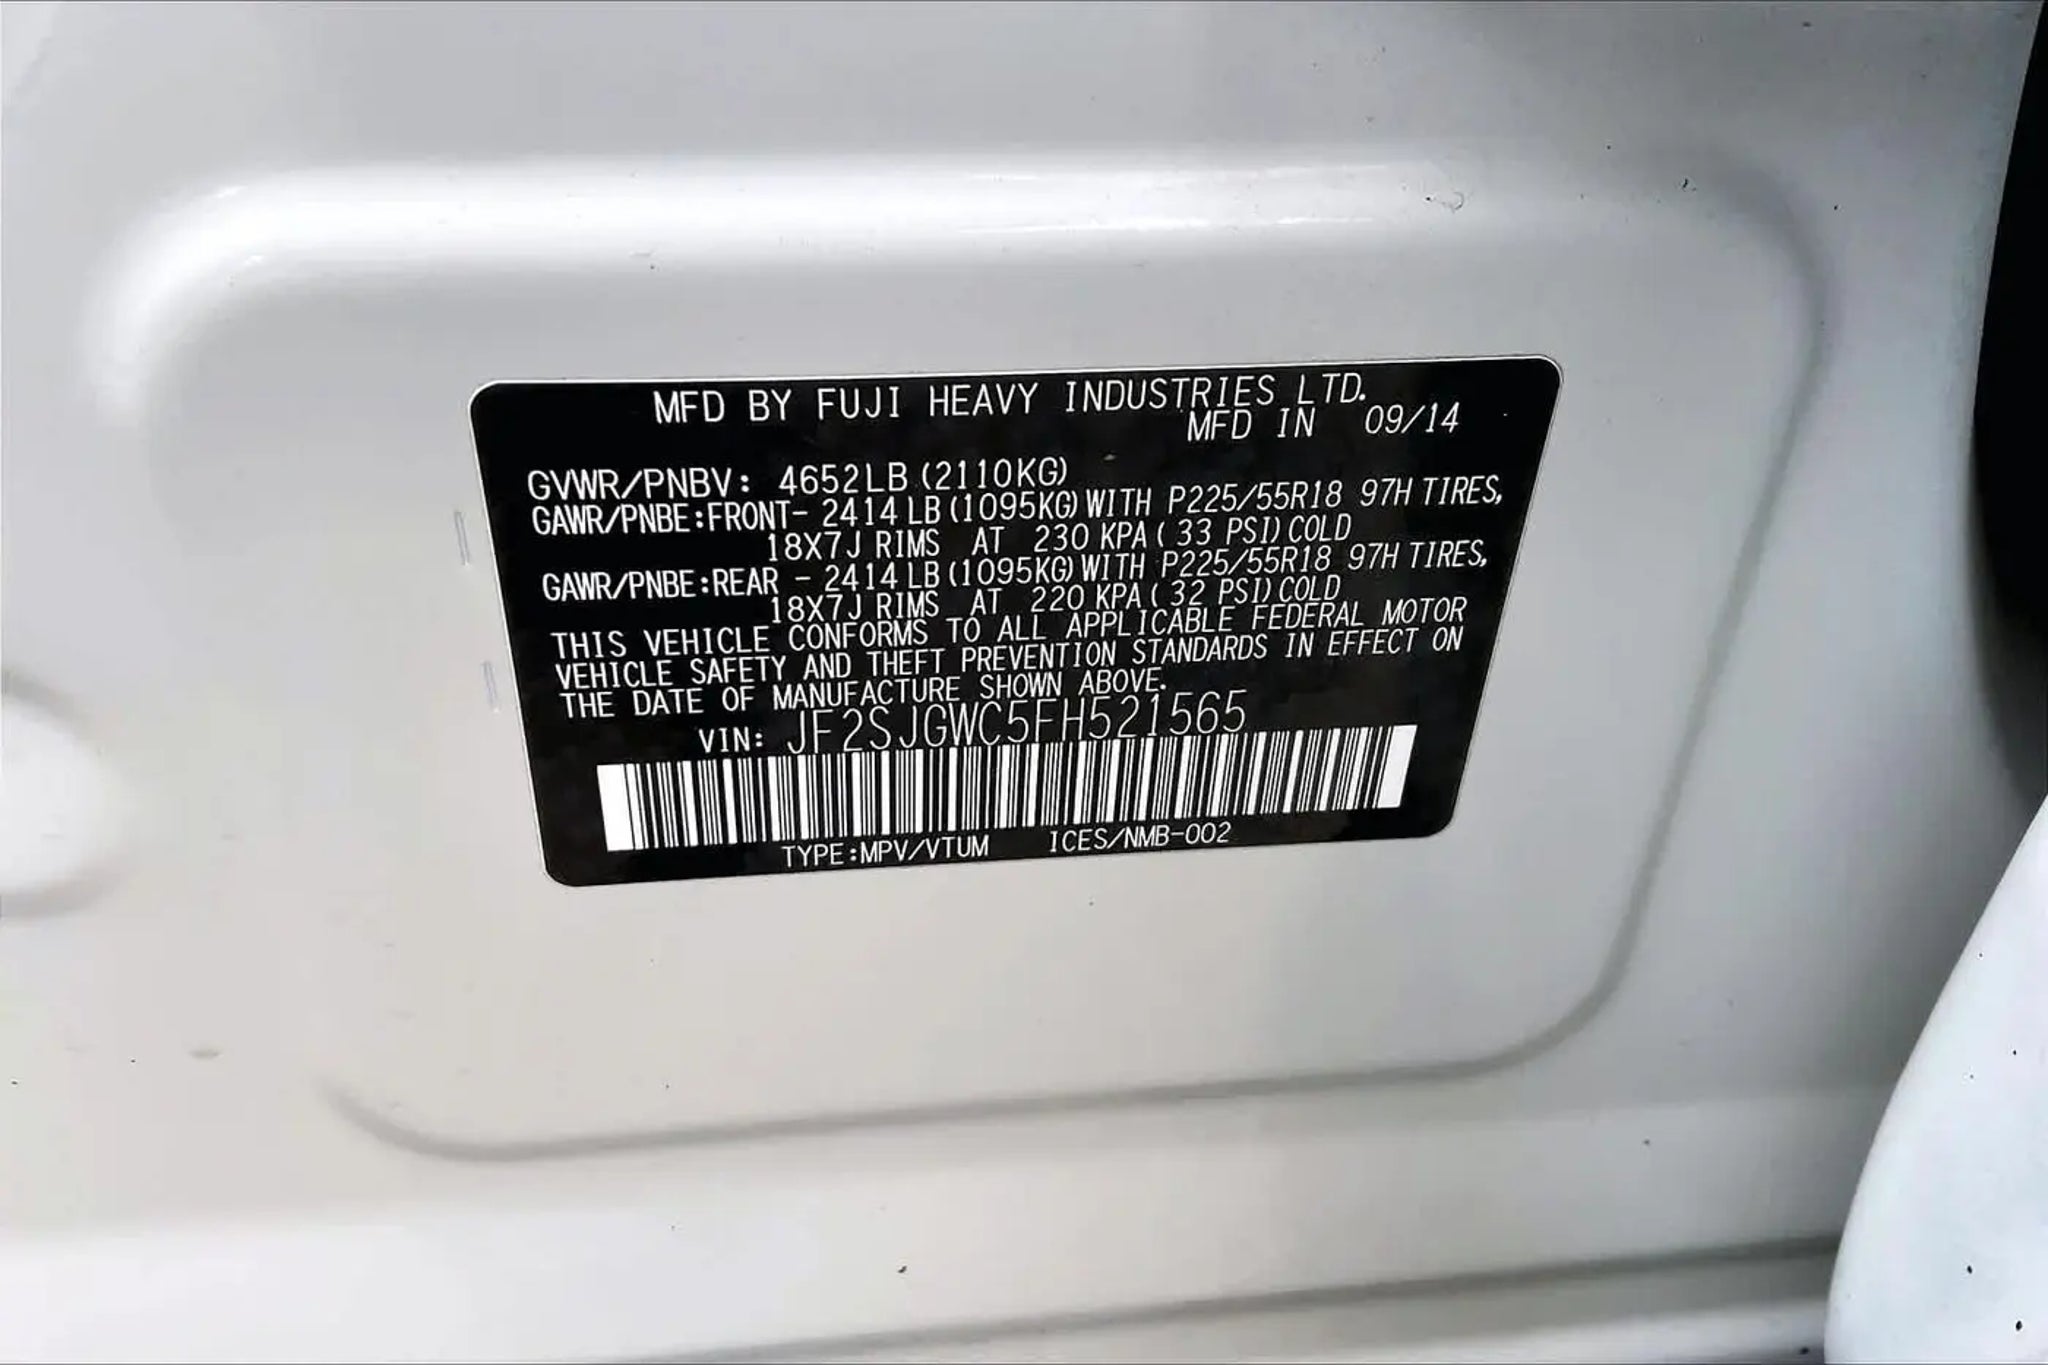 MFD BY FUJI HEAVY INDUSTRIES LTD.
MFD IN 09/14
GVWR/PNBV: 4652LB (2110KG)
GAWR/PNBE:FRONT- 2414LB (1095KG) WITH P225/55R18 97H TIRES,
18X7J RIMS AT 230 KPA ( 33 PSI) COLD
GAWR/PNBE:REAR - 2414LB (1095KG) WITH P225/55R18 97H TIRES,
18X7J RIMS AT 220 KPA ( 32 PSI) COLD
THIS VEHICLE CONFORMS TO ALL APPLICABLE FEDERAL MOTOR
VEHICLE SAFETY AND THEFT PREVENTION STANDARDS IN EFFECT ON
THE DATE OF MANUFACTURE SHOWN ABOVE.
VIN: JF2SJGWC5FH521565
TYPE:MPV/VTUM ICES/NMB-002